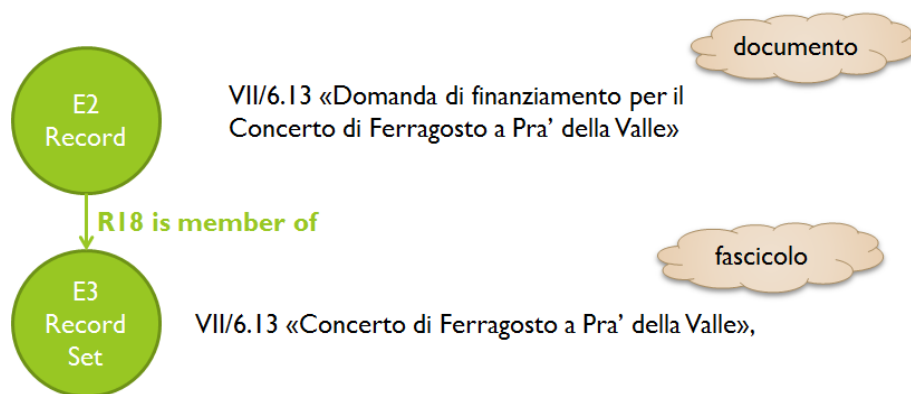 documento
E2
Record
VII/6.13 «Domanda di finanziamento per il
Concerto di Ferragosto a Pra’ della Valle»
R18 is member of
fascicolo
E3
Record
Set
VII/6.13 «Concerto di Ferragosto a Pra’ della Valle»,